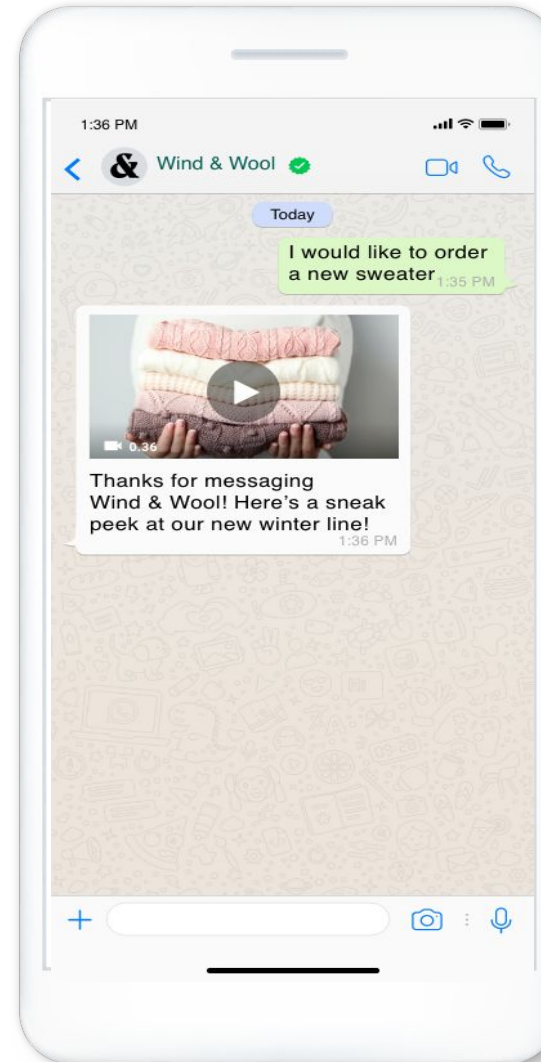 1:36 PM
& Wind & Wool
Today
I would like to order
a new sweater 1:35 PM
0.36
Thanks for messaging
Wind & Wool! Here's a sneak
peek at our new winter line!
1:36 PM